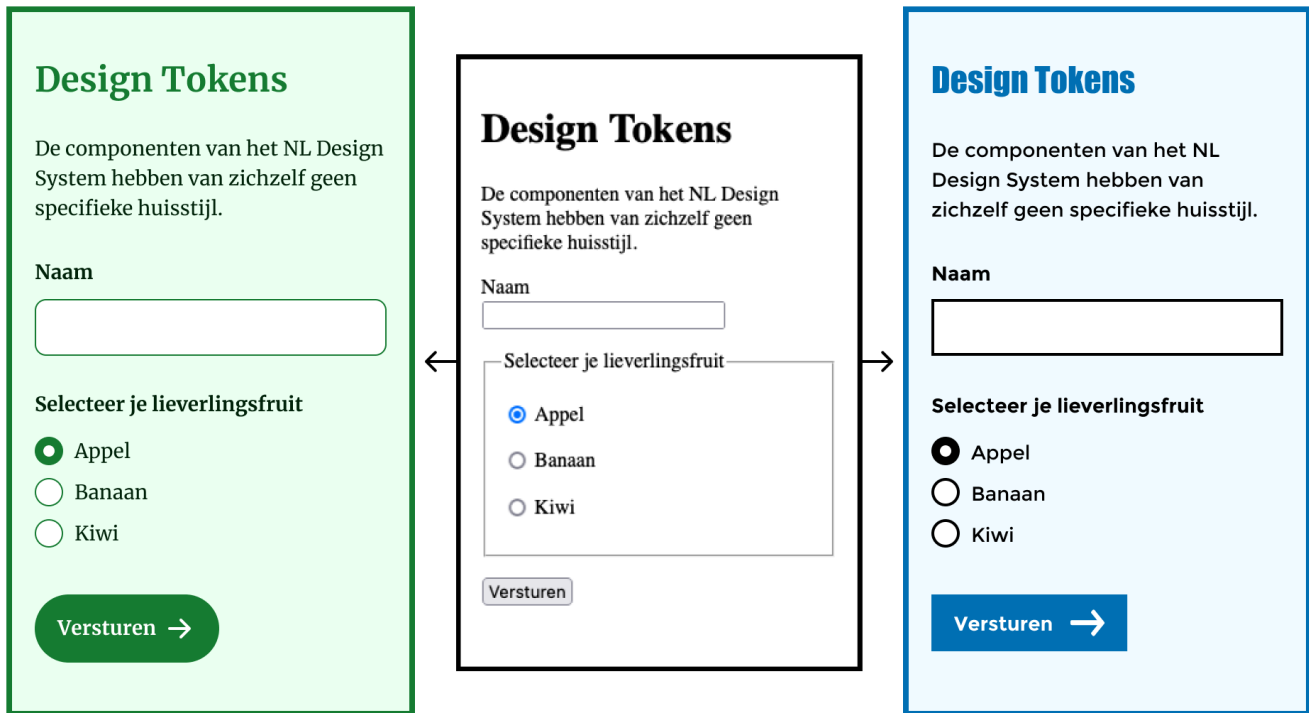 Design Tokens
De componenten van het NL Design
System hebben van zichzelf geen
specifieke huisstijl.
Naam
Selecteer je lieverlingsfruit
Appel
Banaan
Kiwi
Versturen
Design Tokens
De componenten van het NL Design
System hebben van zichzelf geen
specifieke huisstijl.
Naam
Selecteer je lieverlingsfruit
Appel
Banaan
Kiwi
Versturen
Design Tokens
De componenten van het NL
Design System hebben van
zichzelf geen specifieke huisstijl.
Naam
Selecteer je lieverlingsfruit
Appel
Banaan
Kiwi
Versturen